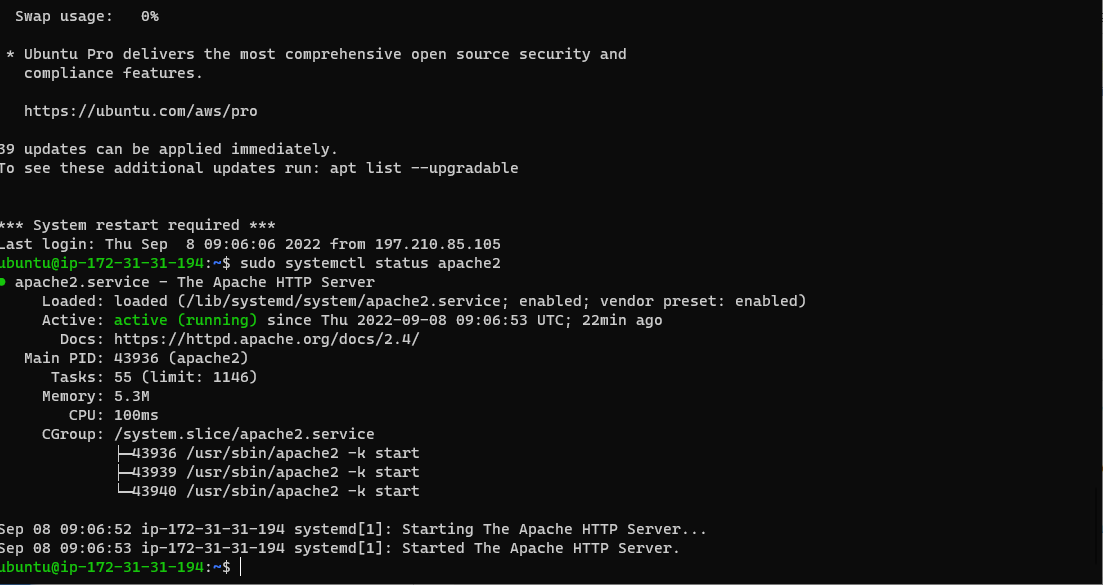 Swap usage:   0%
* Ubuntu Pro delivers the most comprehensive open source security and
compliance features.
https://ubuntu.com/aws/pro
39 updates can be applied immediately.
To see these additional updates run: apt list --upgradable
*** System restart required ***
Last login: Thu Sep  8 09:06:06 2022 from 197.210.85.105
ubuntu@ip-172-31-31-194:~$ sudo systemctl status apache2
● apache2.service - The Apache HTTP Server
Loaded: loaded (/lib/systemd/system/apache2.service; enabled; vendor preset: enabled)
Active: active (running) since Thu 2022-09-08 09:06:53 UTC; 22min ago
Docs: https://httpd.apache.org/docs/2.4/
Main PID: 43936 (apache2)
Tasks: 55 (limit: 1146)
Memory: 5.3M
CPU: 100ms
CGroup: /system.slice/apache2.service
├─43936 /usr/sbin/apache2 -k start
├─43939 /usr/sbin/apache2 -k start
└─43940 /usr/sbin/apache2 -k start
Sep 08 09:06:52 ip-172-31-31-194 systemd[1]: Starting The Apache HTTP Server...
Sep 08 09:06:53 ip-172-31-31-194 systemd[1]: Started The Apache HTTP Server.
ubuntu@ip-172-31-31-194:~$